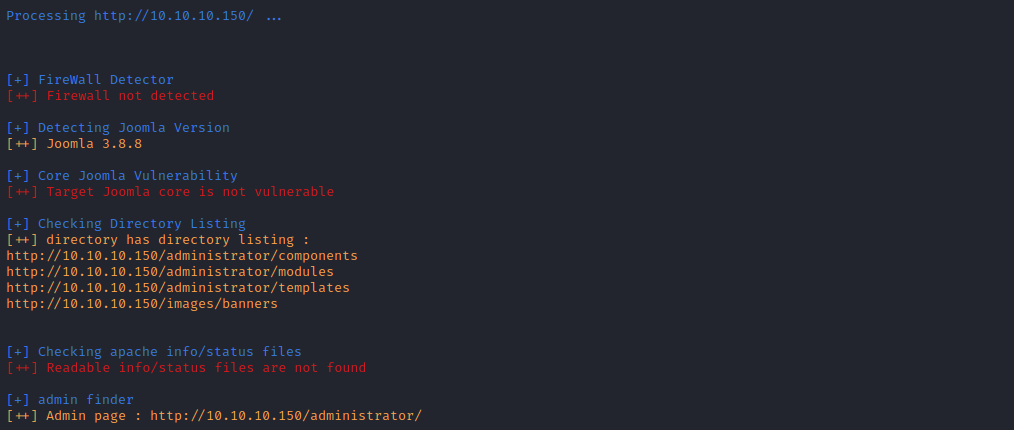 Processing http://10.10.10.150/ ...
[+] FireWall Detector
[++] Firewall not detected
[+] Detecting Joomla Version
[++] Joomla 3.8.8
[+] Core Joomla Vulnerability
[++] Target Joomla core is not vulnerable
[+] Checking Directory Listing
[++] directory has directory listing :
http://10.10.10.150/administrator/components
http://10.10.10.150/administrator/modules
http://10.10.10.150/administrator/templates
http://10.10.10.150/images/banners
[+] Checking apache info/status files
[++] Readable info/status files are not found
[+] admin finder
[++] Admin page : http://10.10.10.150/administrator/